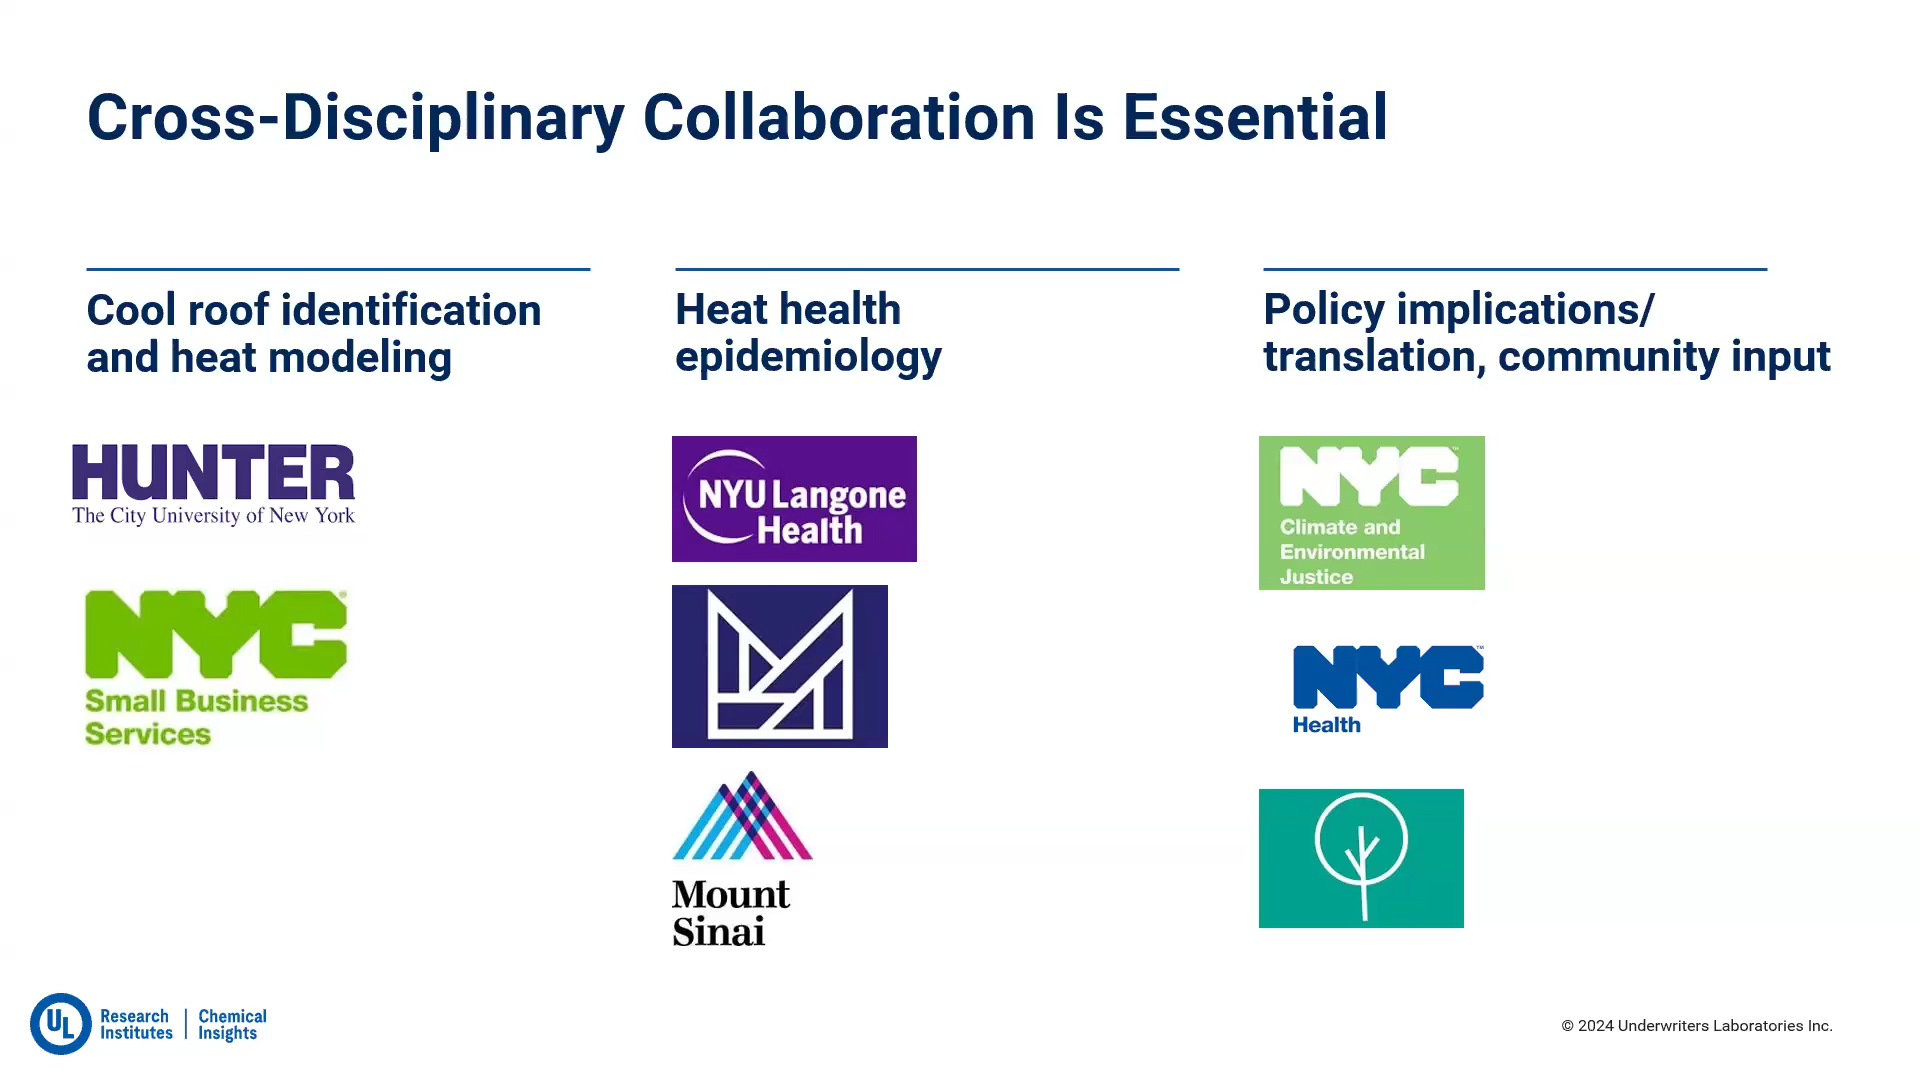 Cross-Disciplinary Collaboration Is Essential
Cool roof identification
and heat modeling
HUNTER
The City University of New York
NYC
Small Business
Services
Heat health
epidemiology
NYU Langone
Health
Mount
Sinai
Policy implications/
translation, community input
NYC
Climate and
Environmental
Justice
NYC™
Health
UL
Research
Institutes
Chemical
Insights
© 2024 Underwriters Laboratories Inc.